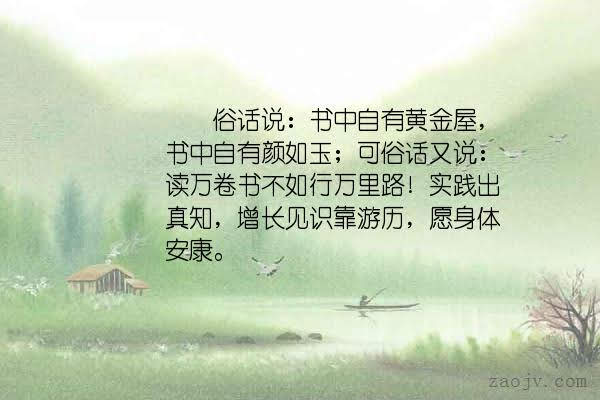 俗话说：书中自有黄金屋，
书中自有颜如玉；可俗话又说：
读万卷书不如行万里路！实践出
真知，增长见识靠游历，愿身体
安康。
zaojv.com